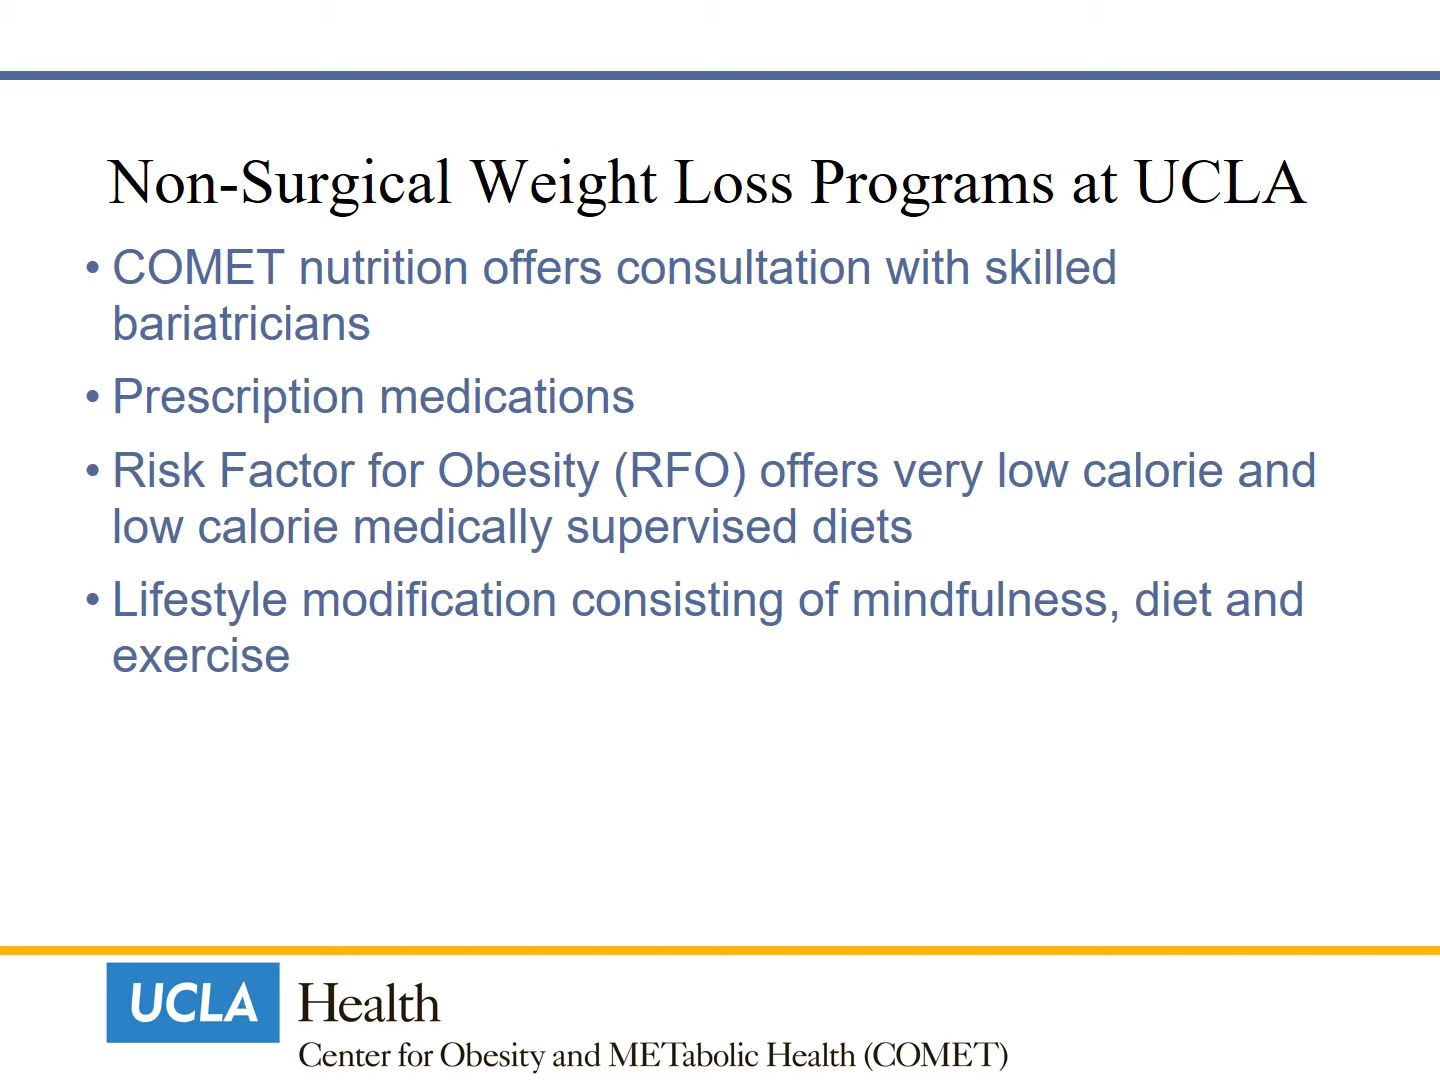 Non-Surgical Weight Loss Programs at UCLA
• COMET nutrition offers consultation with skilled
bariatricians
• Prescription medications
• Risk Factor for Obesity (RFO) offers very low calorie and
low calorie medically supervised diets
• Lifestyle modification consisting of mindfulness, diet and
exercise
UCLA Health
Center for Obesity and METabolic Health (COMET)